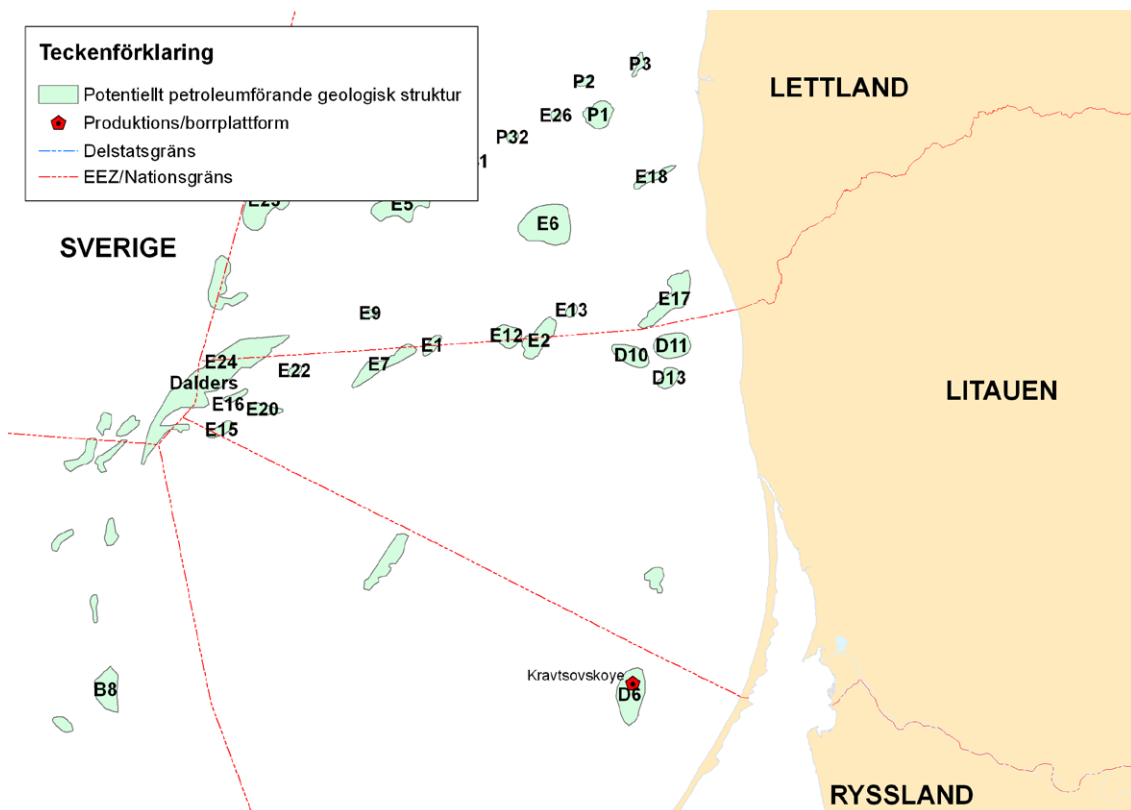 Teckenförklaring
Potentiellt petroleumförande geologisk struktur
Produktions/borrplattform
Delstatsgräns
EEZ/Nationsgräns
P3
P2
LETTLAND
E26
P1
P32
E18
E5
E6
SVERIGE
E17
E9
E13
E12
E2
E1
D11
D10
E24
E7
E22
D13
Dalders
LITAUEN
E16
E20
E15
Kravtsovskoye
B8
D6
RYSSLAND